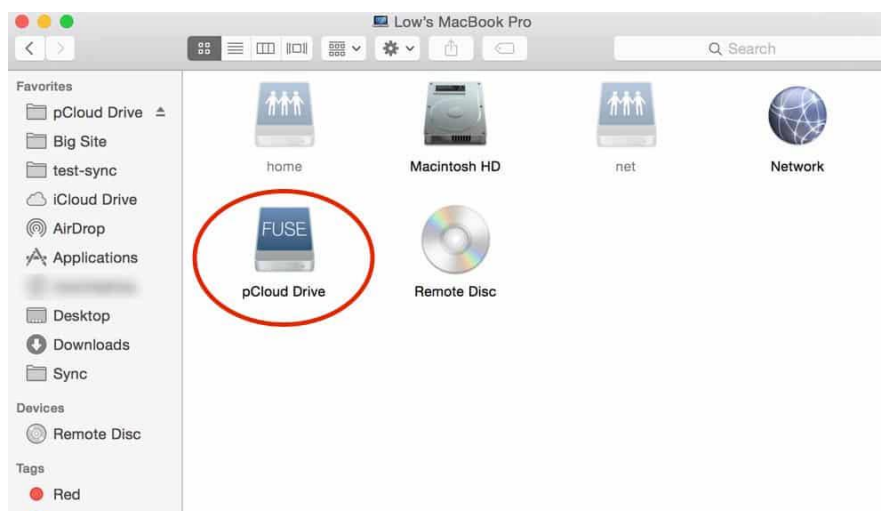 Low's MacBook Pro
Search
Favorites
pCloud Drive
Big Site
test-sync
iCloud Drive
AirDrop
Applications
Desktop
Downloads
Sync
Devices
Remote Disc
Tags
Red
home
Macintosh HD
net
Network
FUSE
pCloud Drive
Remote Disc